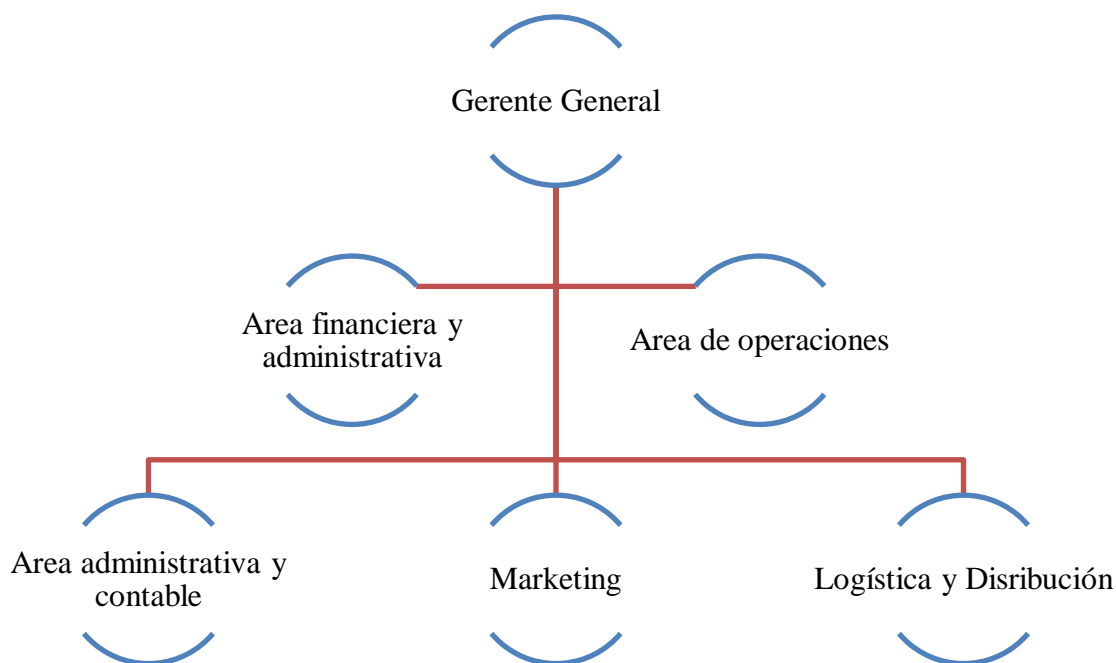 Gerente General
Area financiera y
administrativa
Area de operaciones
Area administrativa y
contable
Marketing
Logística y Disribución